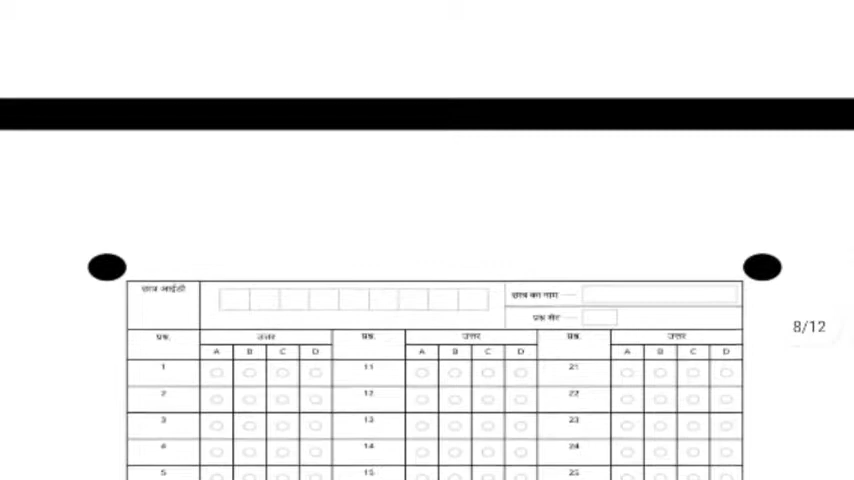 छात्र आईडी
छात्र का नाम
प्रश्न सेट
8/12
प्रश्न. उत्तर प्रश्न. उत्तर प्रश्न. उत्तर
A B C D A B C D A B C D
1 11 21
2 12 22
3 13 23
4 14 24
5 15 25